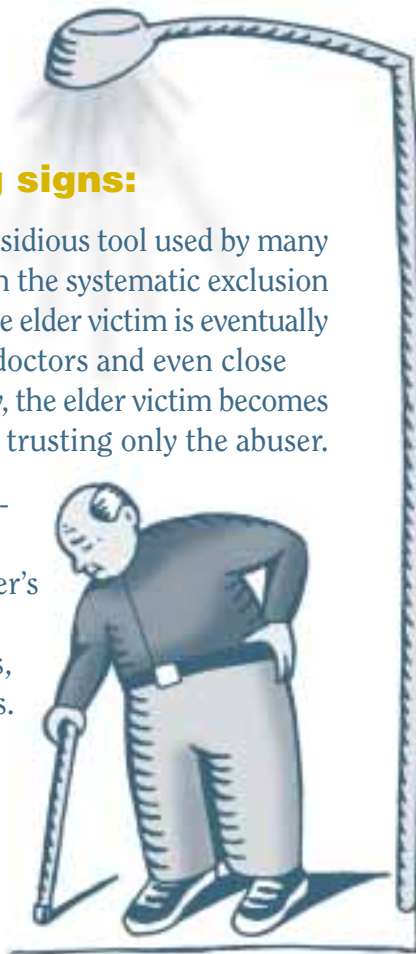 signs:
sidious tool used by many
the systematic exclusion
e elder victim is eventually
doctors and even close
, the elder victim becomes
trusting only the abuser.
-
er's
s,
s.